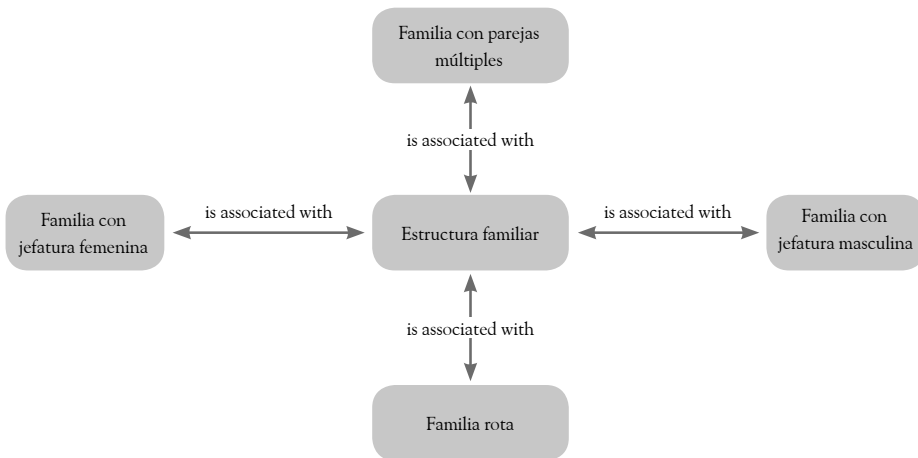 Familia con parejas
múltiples
is associated with
Familia con
jefatura femenina
is associated with
Estructura familiar
is associated with
Familia con
jefatura masculina
is associated with
Familia rota